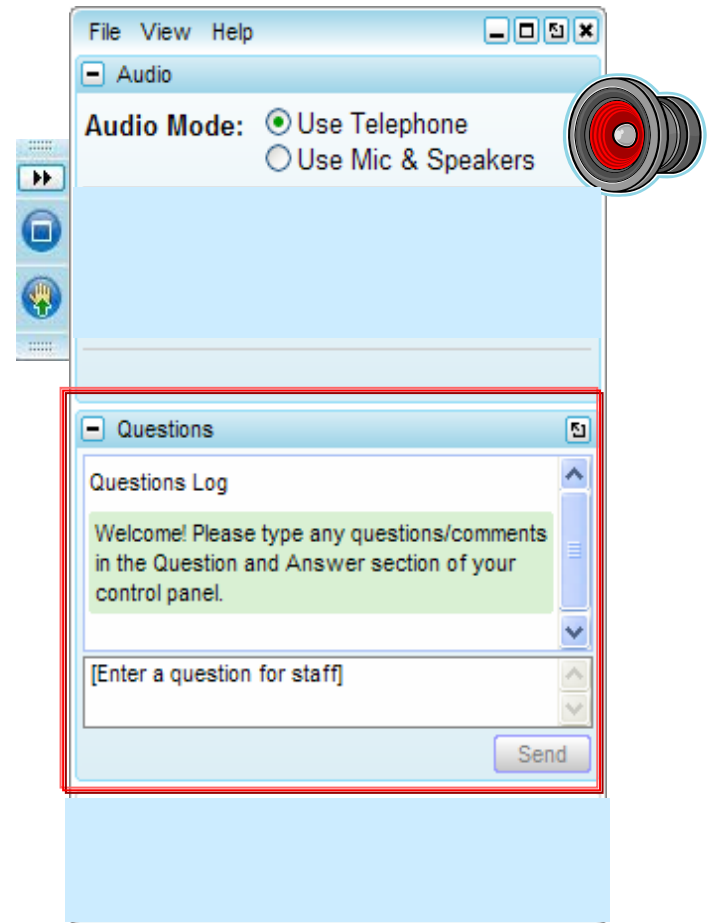 File View Help
Audio
Audio Mode: Use Telephone
Use Mic & Speakers
Questions
Questions Log
Welcome! Please type any questions/comments
in the Question and Answer section of your
control panel.
[Enter a question for staff]
Send